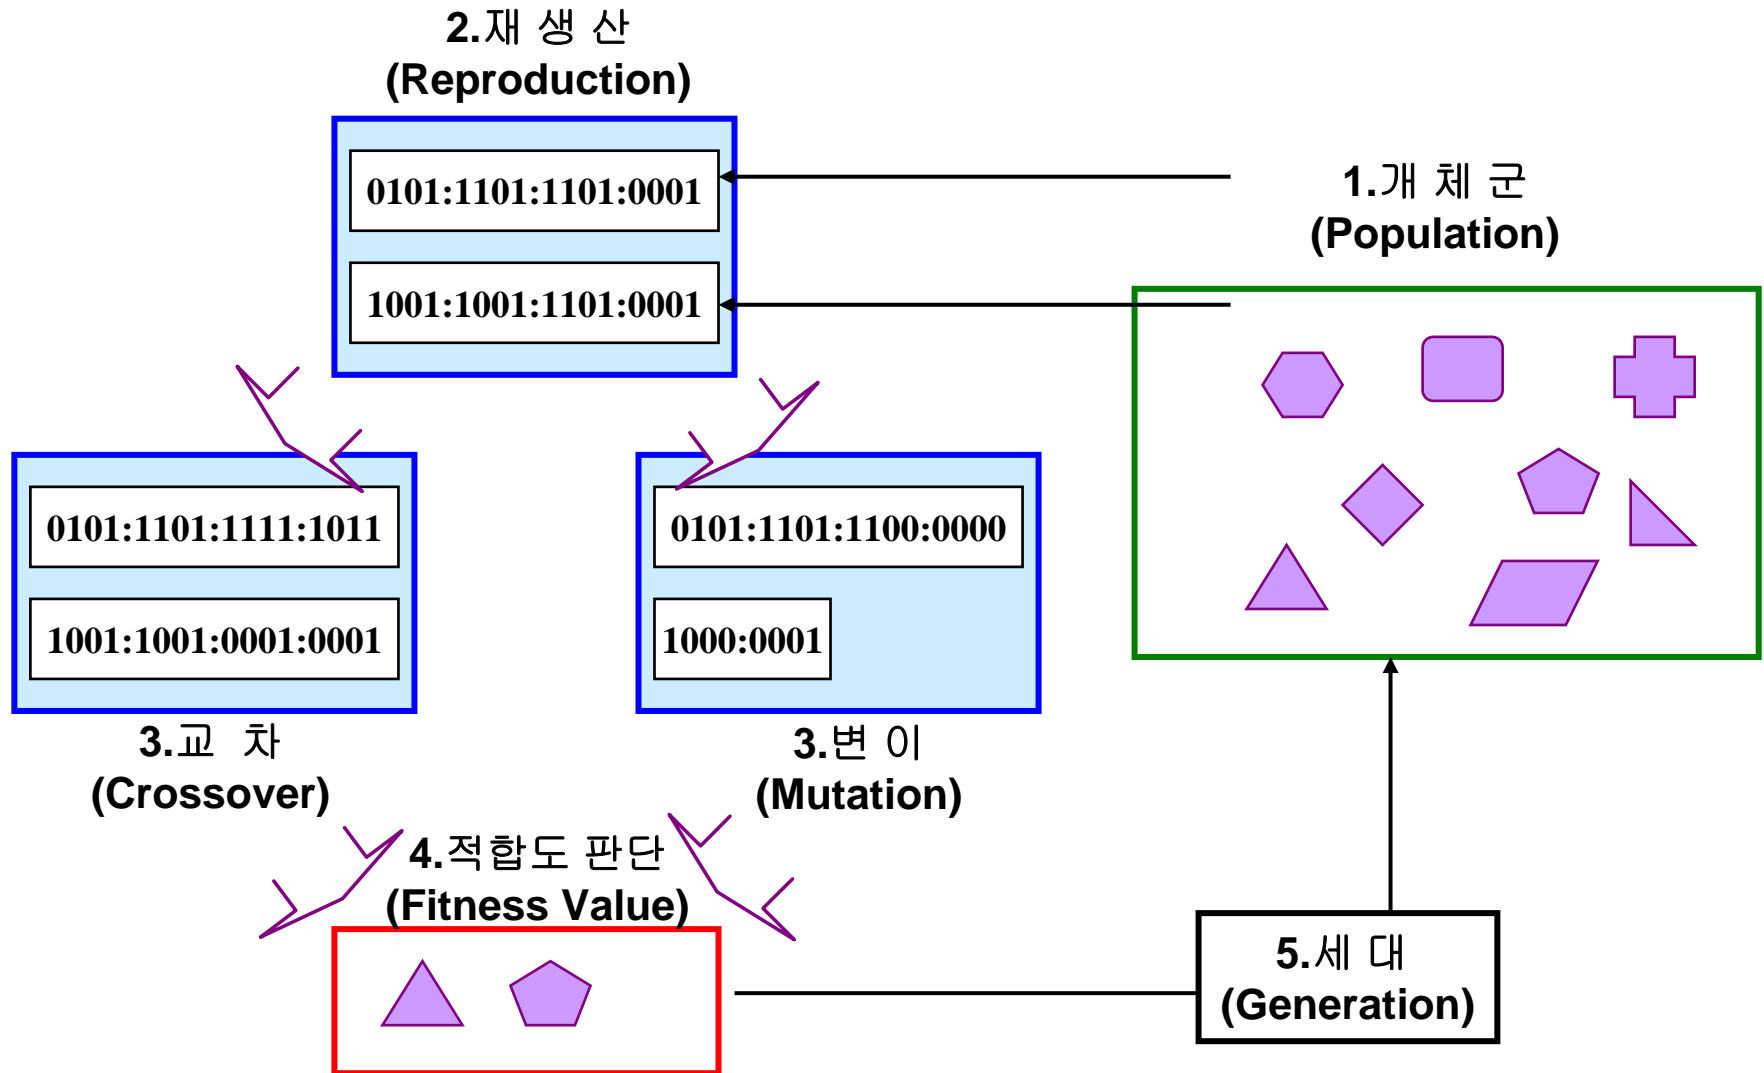 2.재 생 산
(Reproduction)
0101:1101:1101:0001
1001:1001:1101:0001
1.개 체 군
(Population)
0101:1101:1111:1011
1001:1001:0001:0001
3.교 차
(Crossover)
0101:1101:1100:0000
1000:0001
3.변 이
(Mutation)
4.적합도 판단
(Fitness Value)
5.세 대
(Generation)